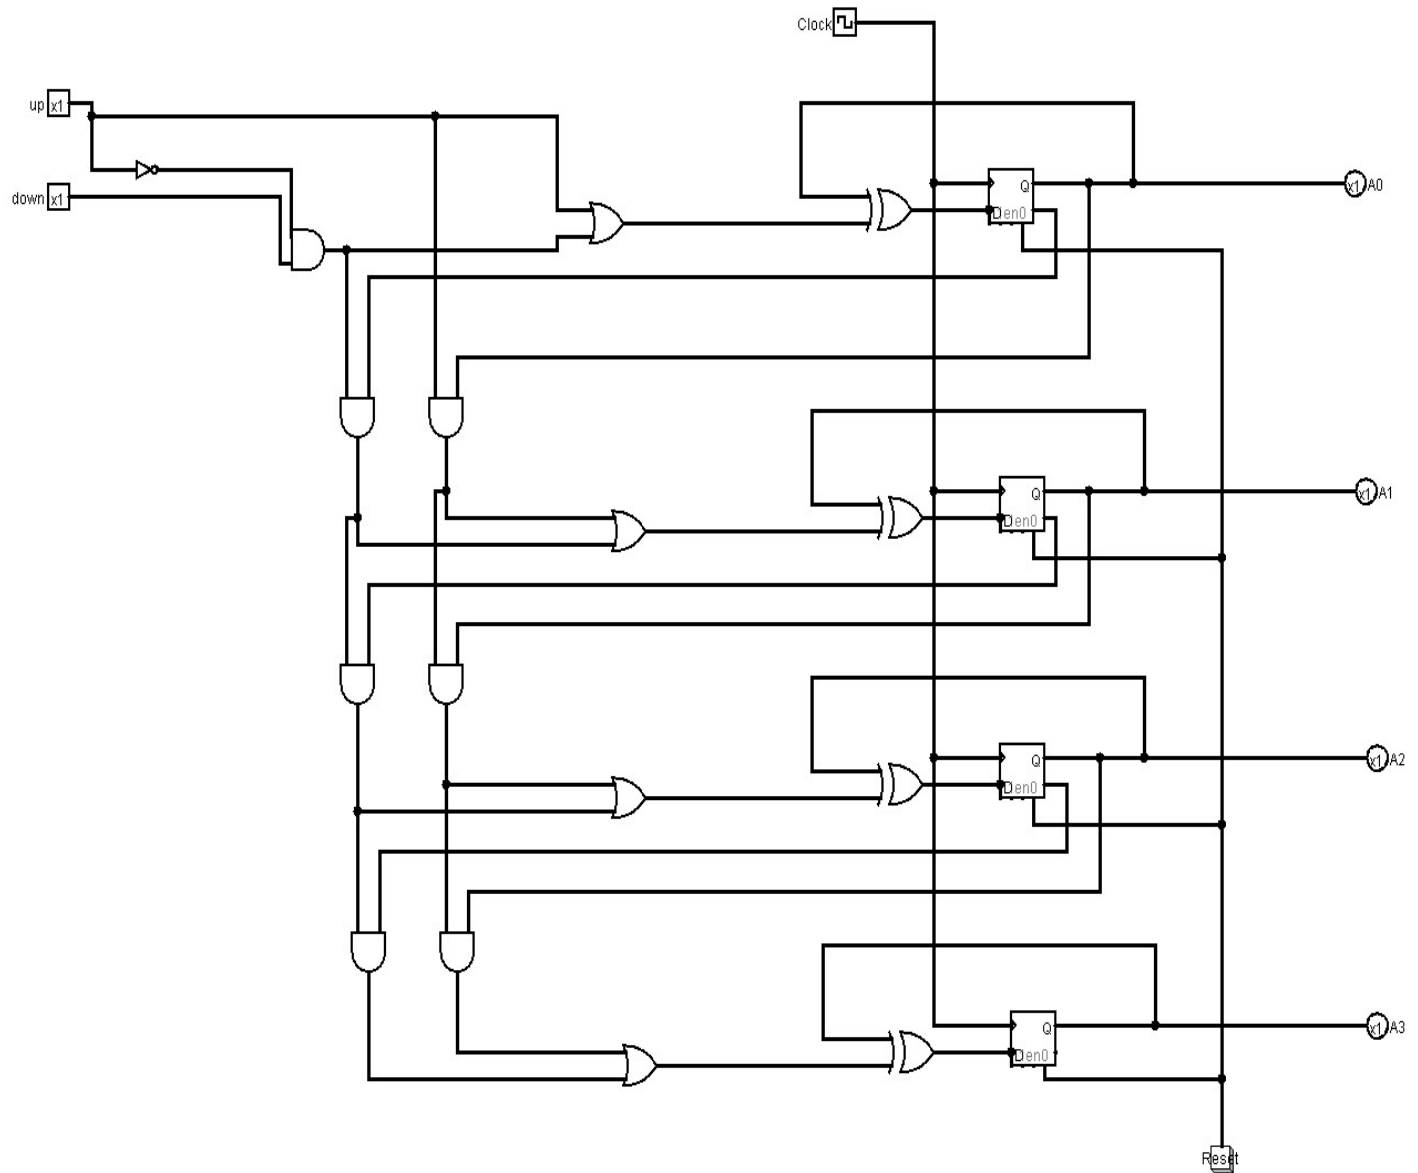 Clock
up x1
x1 A0
Q
down x1
Den0
x1 A1
Q
Den0
x1 A2
Q
Den0
x1 A3
Q
Den0
Reset